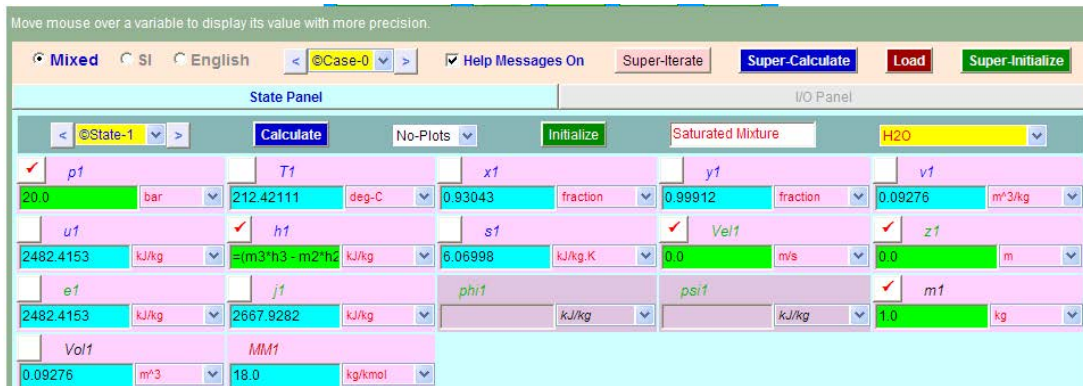 Move mouse over a variable to display its value with more precision.
Mixed SI English < ©Case-0 > Help Messages On Super-Iterate Super-Calculate Load Super-Initialize
State Panel I/O Panel
< ©State-1 > Calculate No-Plots Initialize Saturated Mixture H2O
p1 T1 x1 y1 v1
20.0 bar 212.42111 deg-C 0.93043 fraction 0.99912 fraction 0.09276 m^3/kg
u1 h1 s1 Vel1 z1
2482.4153 kJ/kg =(m3*h3 - m2*h2 kJ/kg 6.06998 kJ/kg.K 0.0 m/s 0.0 m
e1 j1 phi1 psi1 m1
2482.4153 kJ/kg 2667.9282 kJ/kg kJ/kg kJ/kg 1.0 kg
Vol1 MM1
0.09276 m^3 18.0 kg/kmol